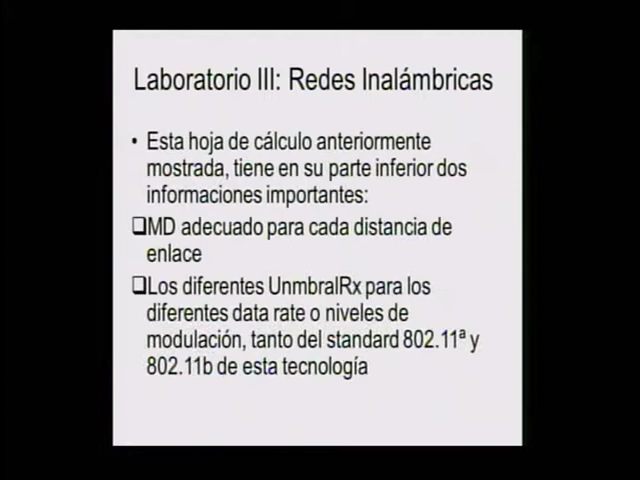 Laboratorio III: Redes Inalámbricas
• Esta hoja de cálculo anteriormente
mostrada, tiene en su parte inferior dos
informaciones importantes:
❑MD adecuado para cada distancia de
enlace
❑Los diferentes UnmbralRx para los
diferentes data rate o niveles de
modulación, tanto del standard 802.11ª y
802.11b de esta tecnología